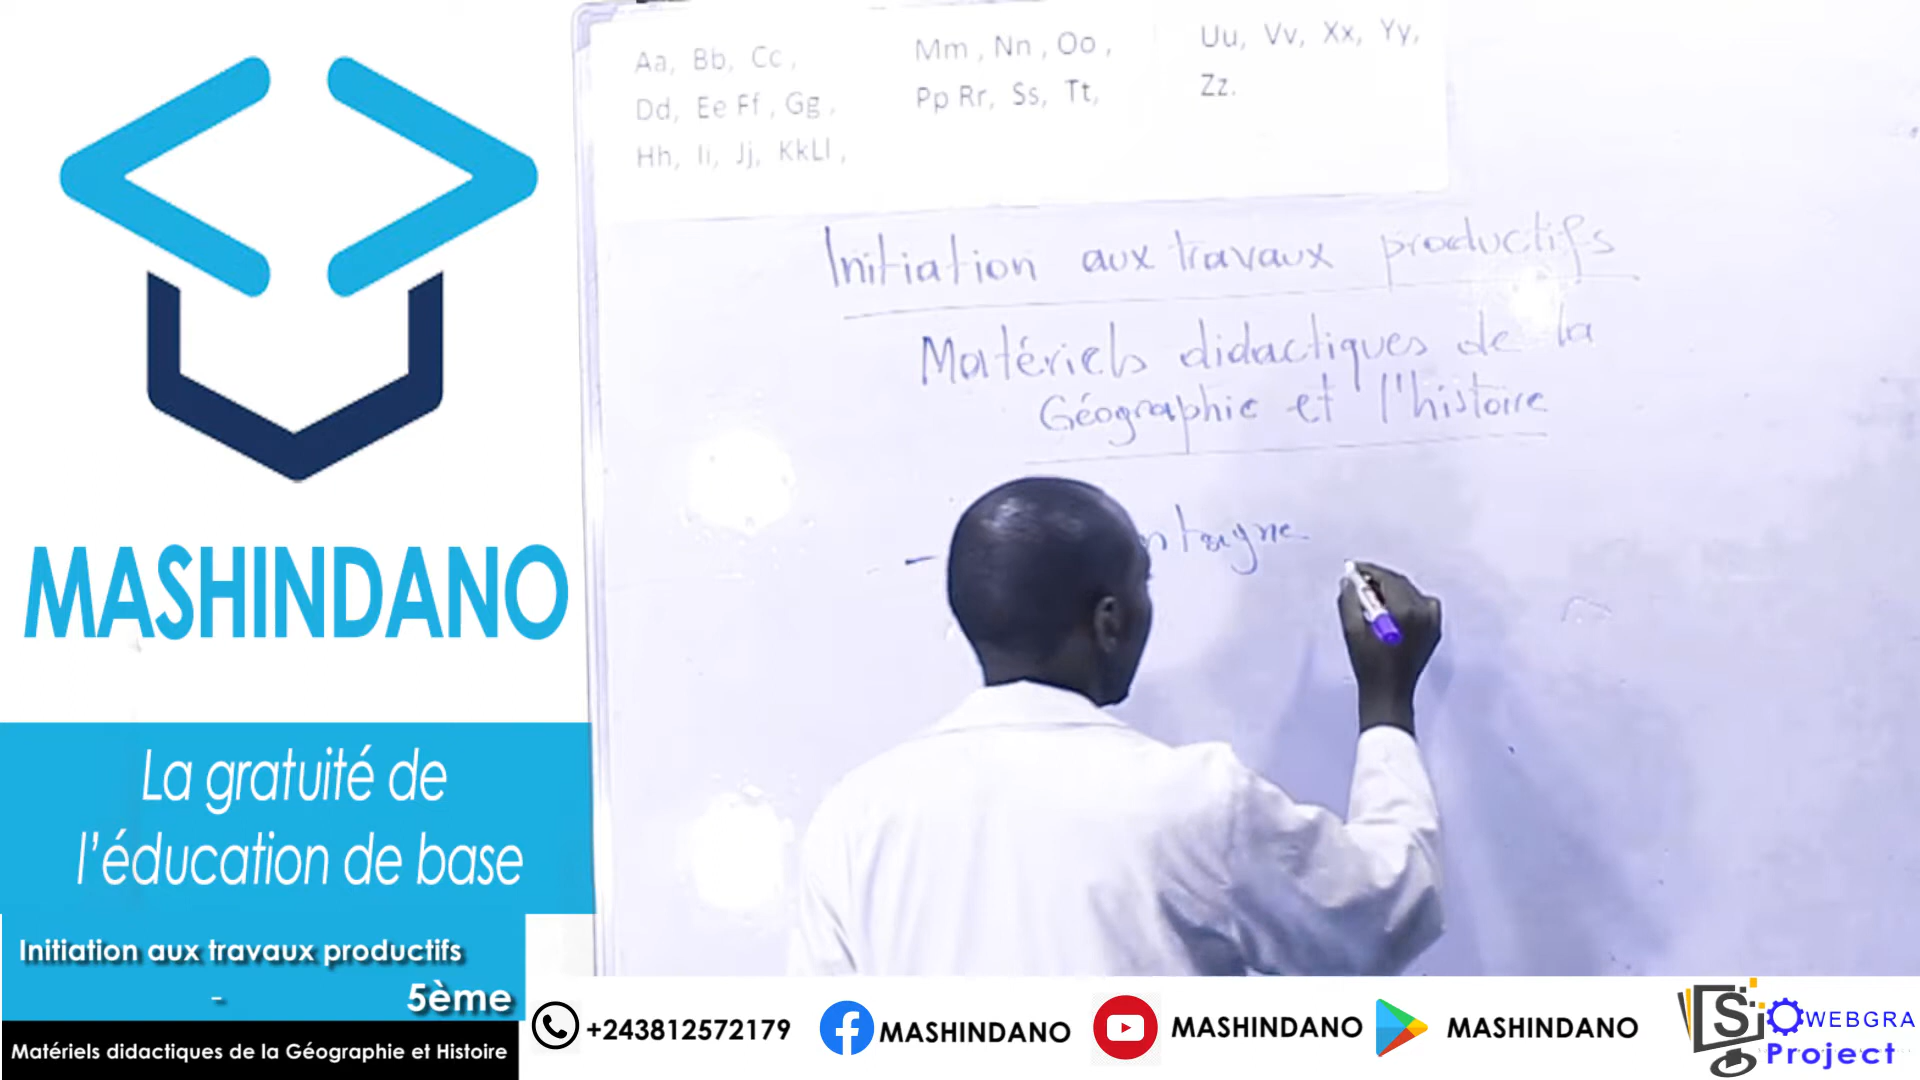 Aa, Bb, Cc,
Dd, Ee Ff, Gg,
Hh, Ii, Jj, KkLl,
Mm, Nn, Oo,
Pp Rr, Ss, Tt,
Uu, Vv, Xx, Yy,
Zz.
Initiation aux travaux productifs
Matériels didactiques de la
Géographie et l'histoire
-
MASHINDANO
La gratuité de
l'éducation de base
Initiation aux travaux productifs
-
5ème
Matériels didactiques de la Géographie et Histoire
+243812572179
MASHINDANO
MASHINDANO
MASHINDANO
WEBGRA
Project